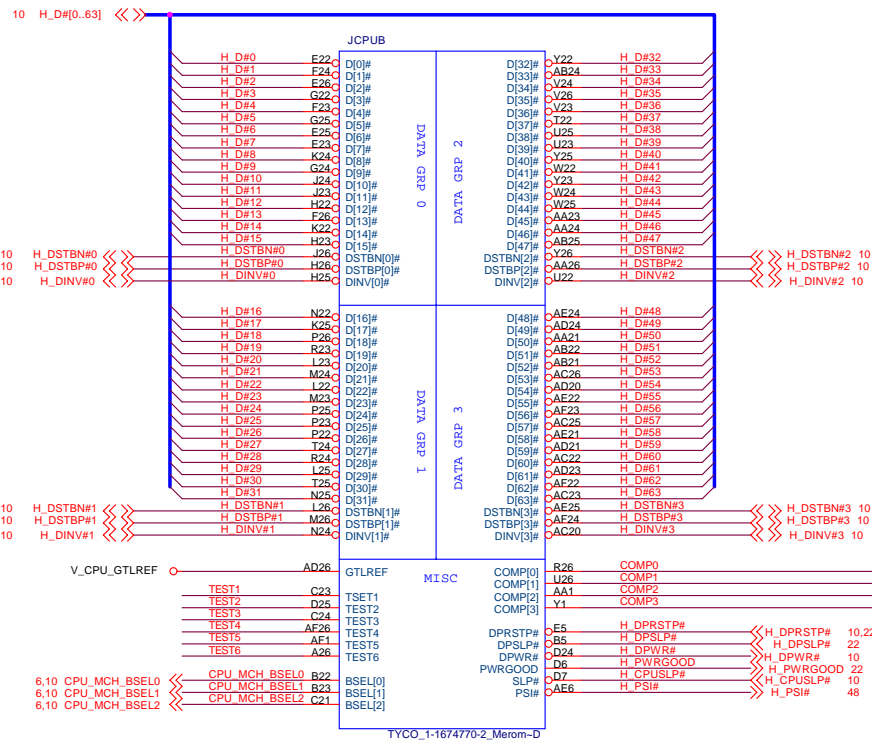 10 H_D#[0..63]
JCPUB
H_D#0 E22 D[0]# D[32]# Y22 H_D#32
H_D#1 F24 D[1]# D[33]# AB24 H_D#33
H_D#2 E26 D[2]# D[34]# V24 H_D#34
H_D#3 G22 D[3]# D[35]# V26 H_D#35
H_D#4 F23 D[4]# D[36]# V23 H_D#36
H_D#5 G25 D[5]# D[37]# T22 H_D#37
H_D#6 E25 D[6]# D[38]# U25 H_D#38
H_D#7 E23 D[7]# D[39]# U23 H_D#39
H_D#8 K24 D[8]# D[40]# Y25 H_D#40
H_D#9 G24 D[9]# D[41]# W22 H_D#41
H_D#10 J24 D[10]# D[42]# Y23 H_D#42
H_D#11 J23 D[11]# D[43]# W24 H_D#43
H_D#12 H22 D[12]# D[44]# W25 H_D#44
H_D#13 F26 D[13]# D[45]# AA23 H_D#45
H_D#14 K22 D[14]# D[46]# AA24 H_D#46
H_D#15 H23 D[15]# D[47]# AB25 H_D#47
10 H_DSTBN#0 H_DSTBN#0 J26 DSTBN[0]# DSTBN[2]# Y26 H_DSTBN#2 H_DSTBN#2 10
10 H_DSTBP#0 H_DSTBP#0 H26 DSTBP[0]# DSTBP[2]# AA26 H_DSTBP#2 H_DSTBP#2 10
10 H_DINV#0 H_DINV#0 H25 DINV[0]# DINV[2]# U22 H_DINV#2 H_DINV#2 10
DATA GRP 0
DATA GRP 2
H_D#16 N22 D[16]# D[48]# AE24 H_D#48
H_D#17 K25 D[17]# D[49]# AD24 H_D#49
H_D#18 P26 D[18]# D[50]# AA21 H_D#50
H_D#19 R23 D[19]# D[51]# AB22 H_D#51
H_D#20 L23 D[20]# D[52]# AB21 H_D#52
H_D#21 M24 D[21]# D[53]# AC26 H_D#53
H_D#22 L22 D[22]# D[54]# AD20 H_D#54
H_D#23 M23 D[23]# D[55]# AE22 H_D#55
H_D#24 P25 D[24]# D[56]# AF23 H_D#56
H_D#25 P23 D[25]# D[57]# AC25 H_D#57
H_D#26 P22 D[26]# D[58]# AE21 H_D#58
H_D#27 T24 D[27]# D[59]# AD21 H_D#59
H_D#28 R24 D[28]# D[60]# AC22 H_D#60
H_D#29 L25 D[29]# D[61]# AD23 H_D#61
H_D#30 T25 D[30]# D[62]# AF22 H_D#62
H_D#31 N25 D[31]# D[63]# AC23 H_D#63
10 H_DSTBN#1 H_DSTBN#1 L26 DSTBN[1]# DSTBN[3]# AE25 H_DSTBN#3 H_DSTBN#3 10
10 H_DSTBP#1 H_DSTBP#1 M26 DSTBP[1]# DSTBP[3]# AF24 H_DSTBP#3 H_DSTBP#3 10
10 H_DINV#1 H_DINV#1 N24 DINV[1]# DINV[3]# AC20 H_DINV#3 H_DINV#3 10
DATA GRP 1
DATA GRP 3
V_CPU_GTLREF AD26 GTLREF MISC COMP[0] R26 COMP0
COMP[1] U26 COMP1
TEST1 C23 TSET1 COMP[2] AA1 COMP2
TEST2 D25 TEST2 COMP[3] Y1 COMP3
TEST3 C24 TEST3
TEST4 AF26 TEST4 DPRSTP# E5 H_DPRSTP# H_DPRSTP# 10,22
TEST5 AF1 TEST5 DPSLP# B5 H_DPSLP# H_DPSLP# 22
TEST6 A26 TEST6 DPWR# D24 H_DPWR# H_DPWR# 10
PWRGOOD D6 H_PWRGOOD H_PWRGOOD 22
6,10 CPU_MCH_BSEL0 CPU_MCH_BSEL0 B22 BSEL[0] SLP# D7 H_CPUSLP# H_CPUSLP# 10
6,10 CPU_MCH_BSEL1 CPU_MCH_BSEL1 B23 BSEL[1] PSI# AE6 H_PSI# H_PSI# 48
6,10 CPU_MCH_BSEL2 CPU_MCH_BSEL2 C21 BSEL[2]
TYCO_1-1674770-2_Merom~D